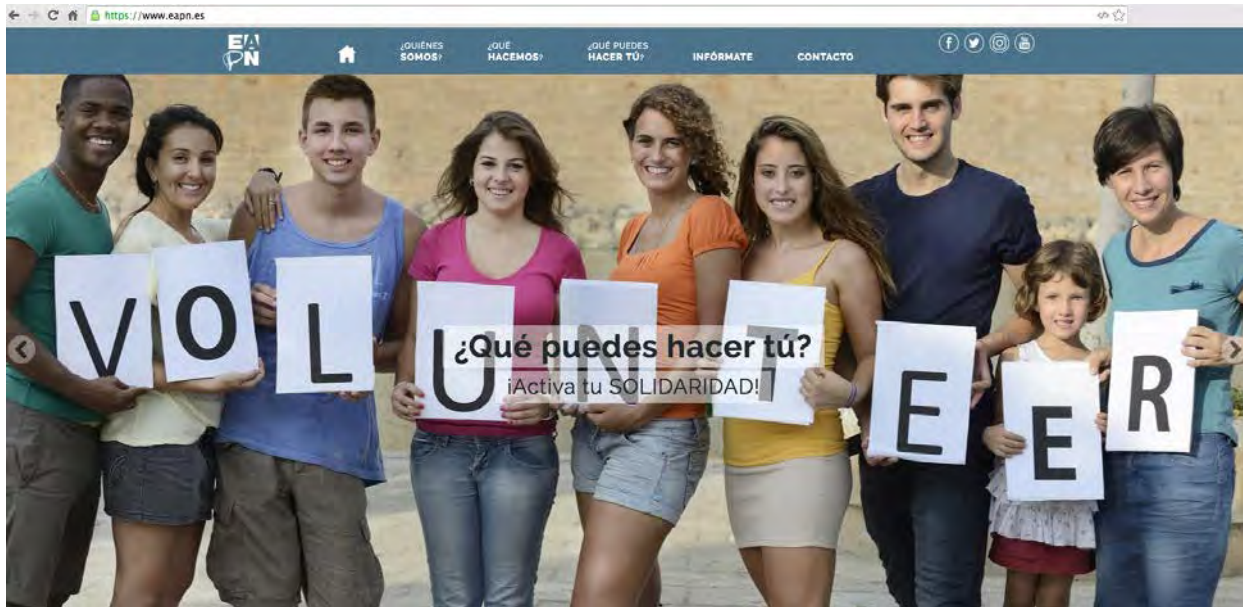 https://www.eapn.es
EA
PN
¿QUIÉNES
SOMOS?
¿QUÉ
HACEMOS?
¿QUÉ PUEDES
HACER TÚ?
INFÓRMATE
CONTACTO
VOLUNTEER
¿Qué puedes hacer tú?
¡Activa tu SOLIDARIDAD!